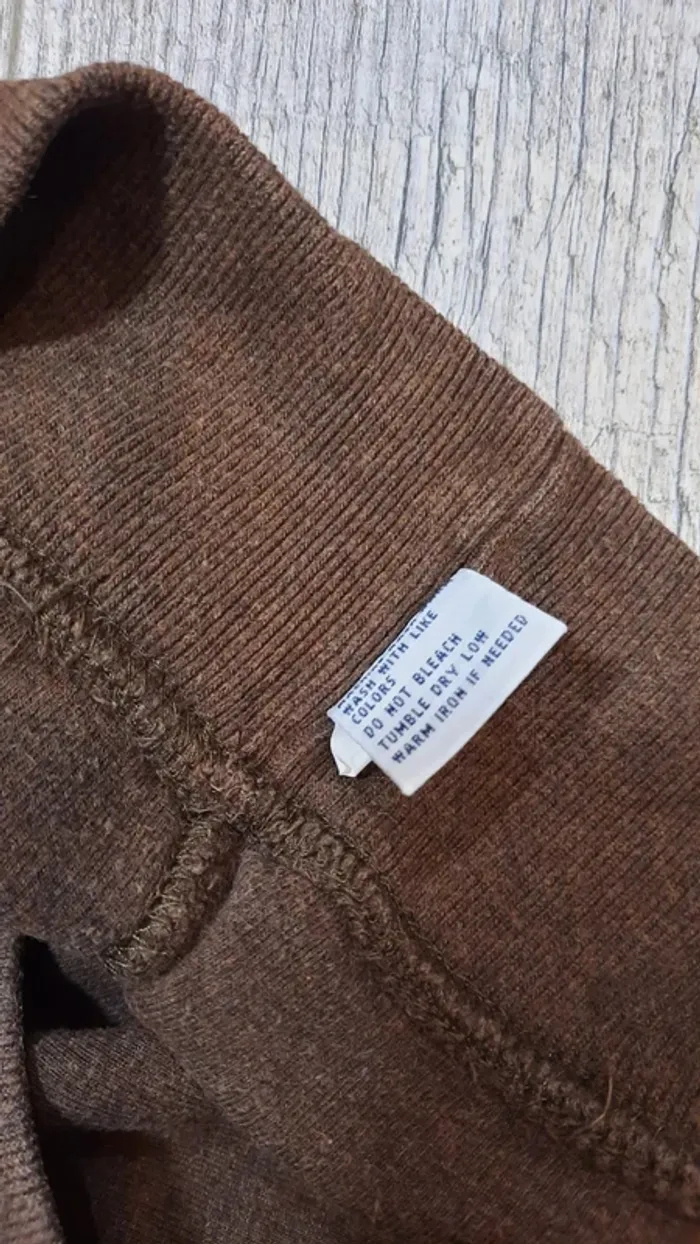 WASH WITH LIKE
COLORS
DO NOT BLEACH
TUMBLE DRY LOW
WARM IRON IF NEEDED